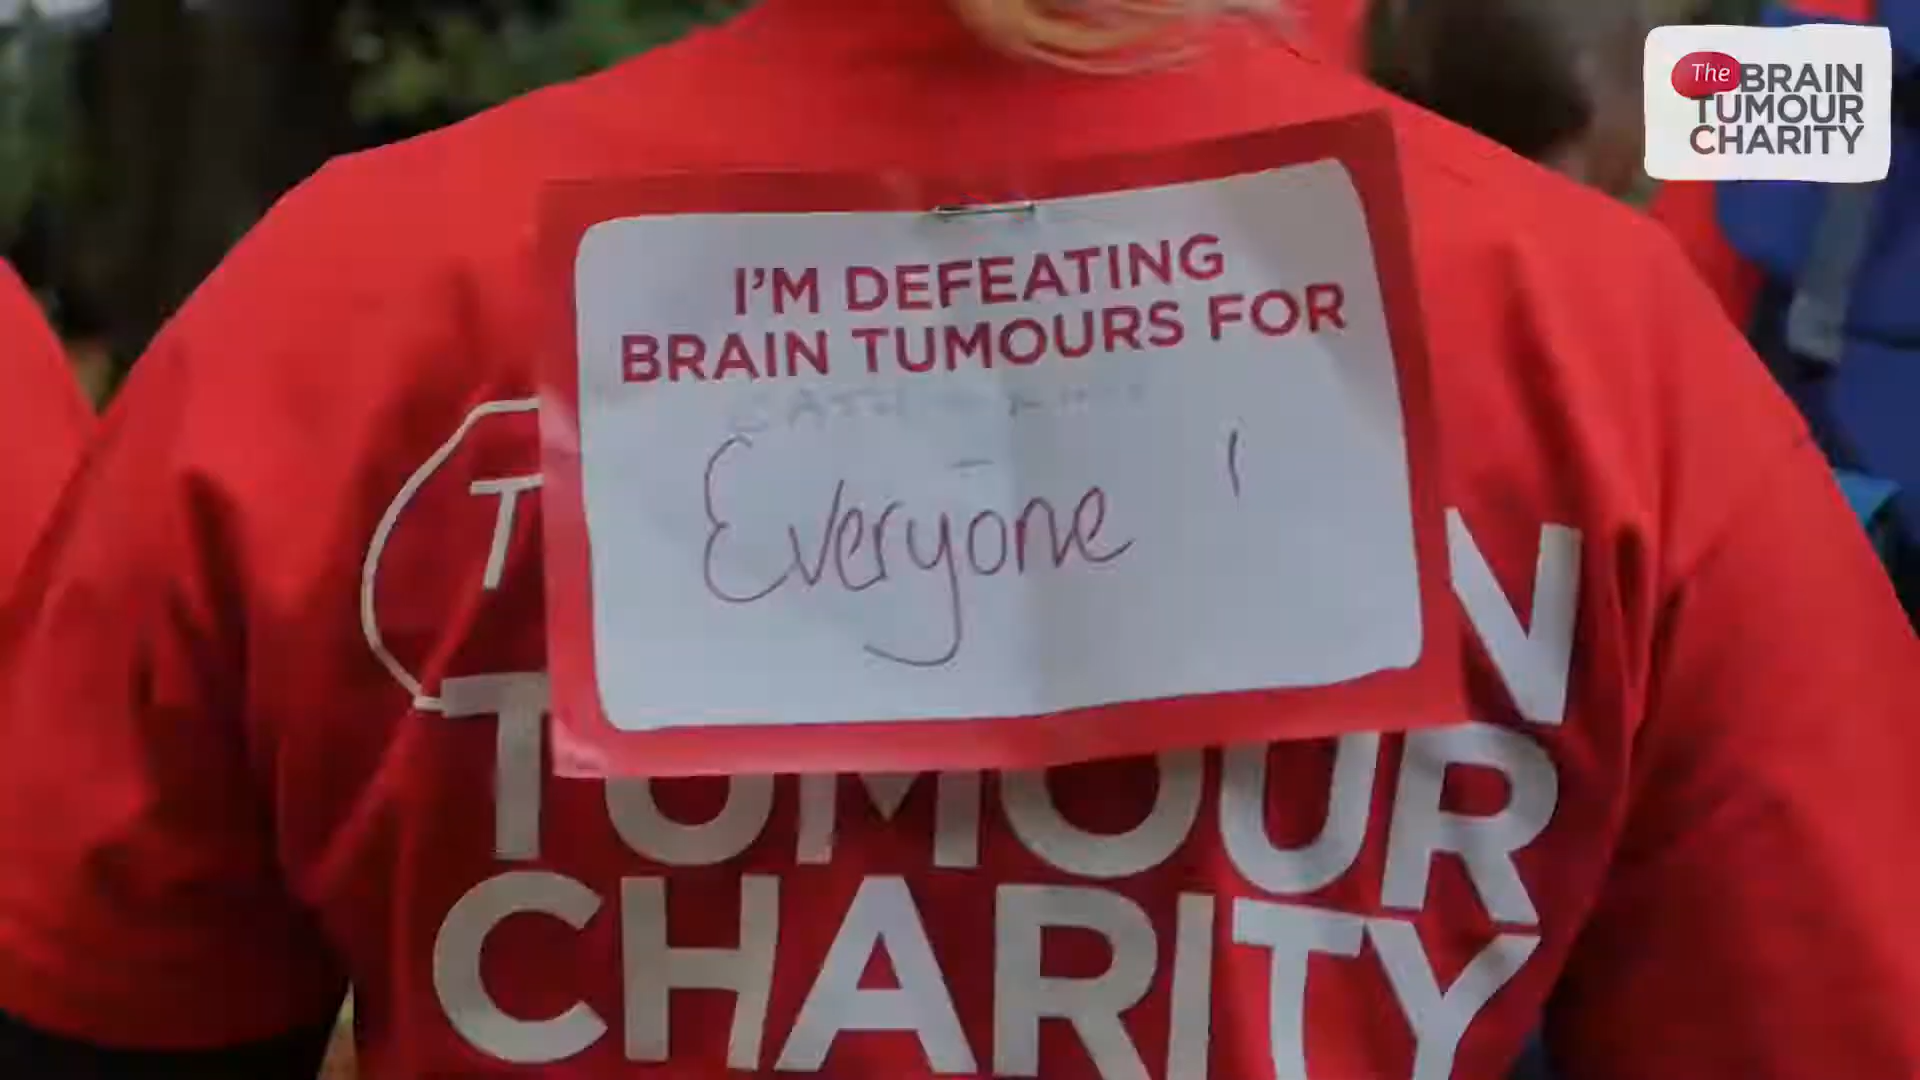 The BRAIN
TUMOUR
CHARITY
I'M DEFEATING
BRAIN TUMOURS FOR
Everyone !
T
N
TUMOUR
CHARITY